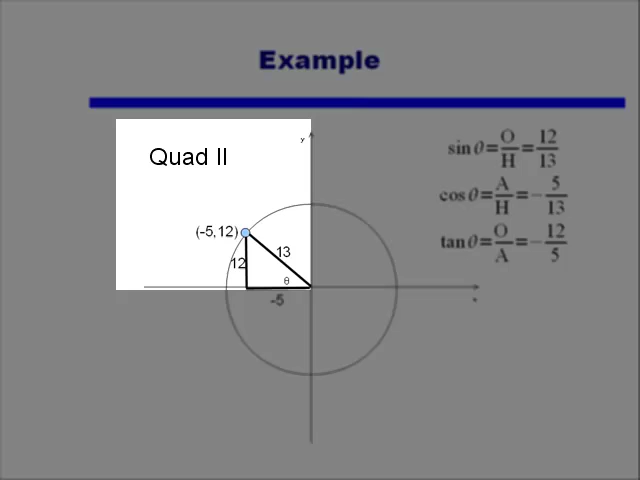 Example
Quad II
y
sin θ = O/H = 12/13
cos θ = A/H = - 5/13
tan θ = O/A = - 12/5
(-5,12)
13
12
θ
-5
x